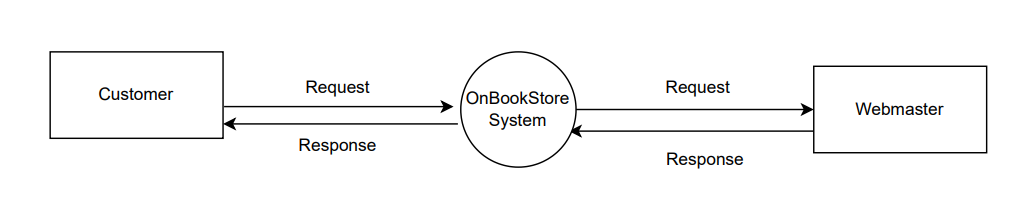 Customer
Request
Response
OnBookStore
System
Request
Response
Webmaster